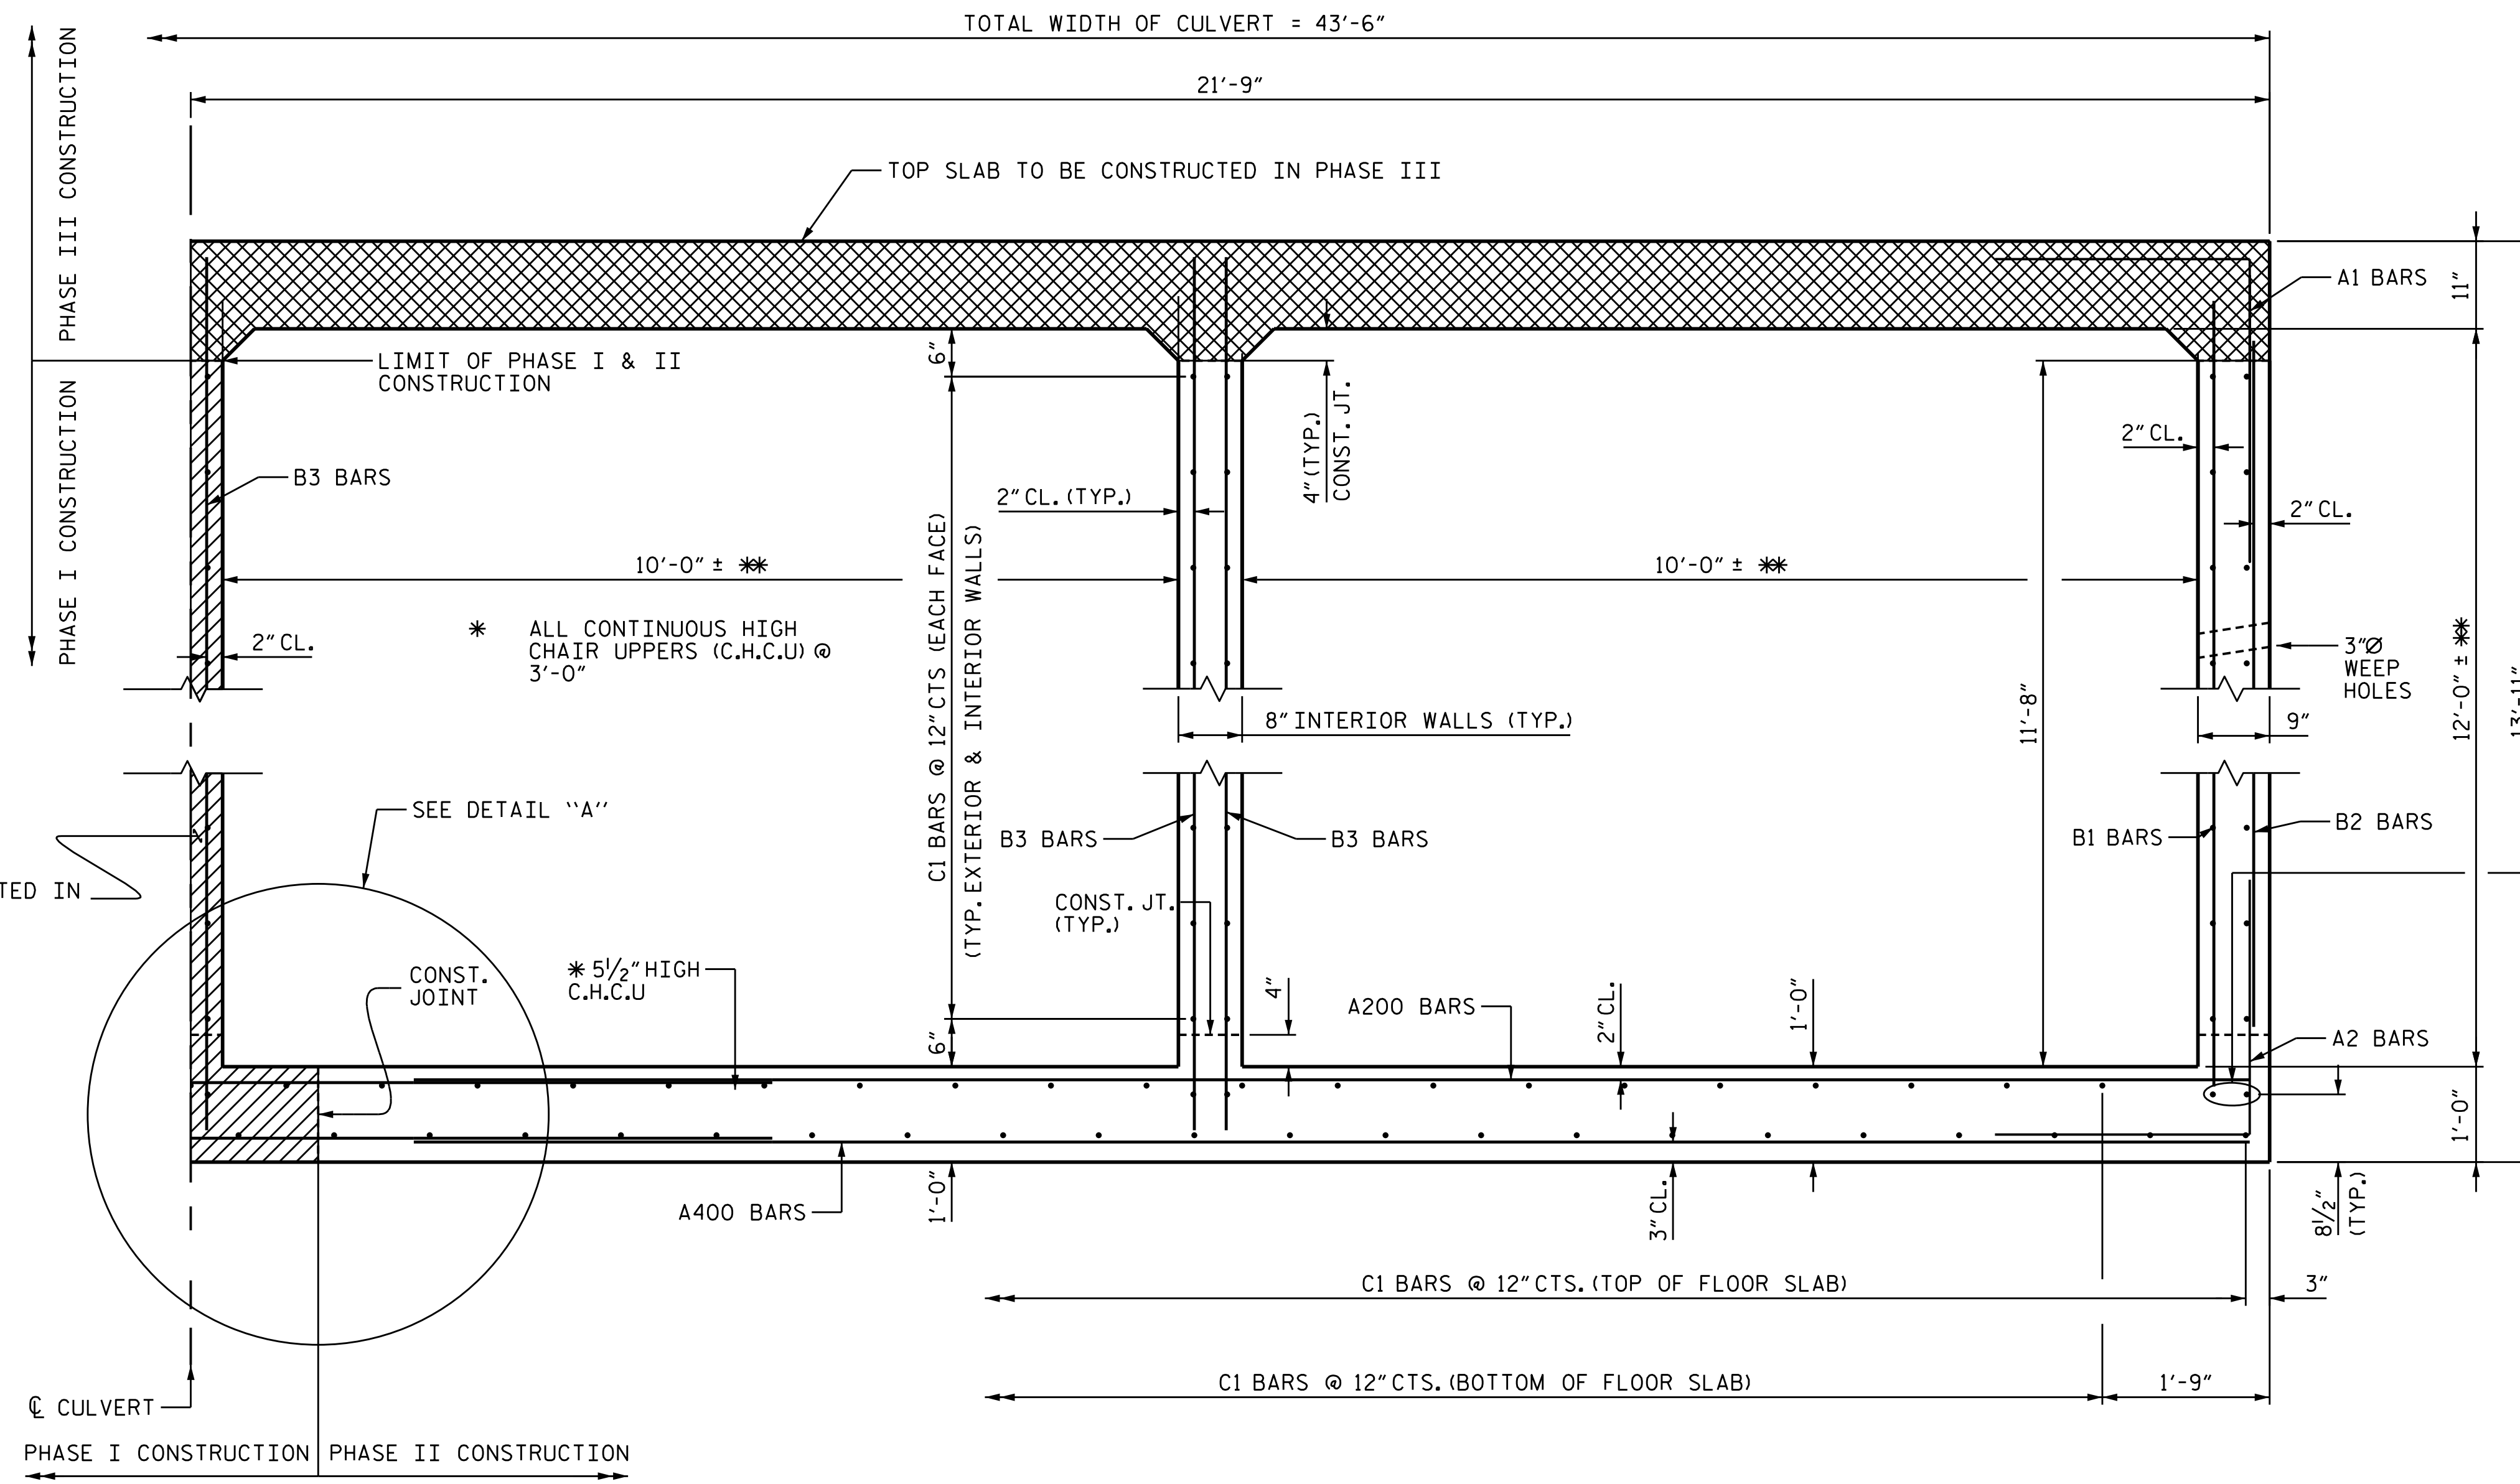 TOTAL WIDTH OF CULVERT = 43'-6"
21'-9"
TOP SLAB TO BE CONSTRUCTED IN PHASE III
PHASE III CONSTRUCTION
PHASE I CONSTRUCTION
A1 BARS
11"
LIMIT OF PHASE I & II
CONSTRUCTION
6"
4" (TYP.)
CONST. JT.
B3 BARS
2" CL. (TYP.)
2" CL.
2" CL.
10'-0" ± **
10'-0" ± **
* ALL CONTINUOUS HIGH
CHAIR UPPERS (C.H.C.U) @
3'-0"
2" CL.
C1 BARS @ 12" CTS (EACH FACE)
(TYP. EXTERIOR & INTERIOR WALLS)
3"Ø
WEEP
HOLES
12'-0" ± **
13'-11"
11'-8"
8" INTERIOR WALLS (TYP.)
9"
SEE DETAIL "A"
B3 BARS
B3 BARS
B1 BARS
B2 BARS
TED IN
CONST. JT.
(TYP.)
CONST.
JOINT
* 5 1/2" HIGH
C.H.C.U
6"
4"
A200 BARS
2" CL.
1'-0"
A2 BARS
1'-0"
A400 BARS
1'-0"
3" CL.
8 1/2"
(TYP.)
C1 BARS @ 12" CTS. (TOP OF FLOOR SLAB)
3"
C1 BARS @ 12" CTS. (BOTTOM OF FLOOR SLAB)
1'-9"
℄ CULVERT
PHASE I CONSTRUCTION PHASE II CONSTRUCTION